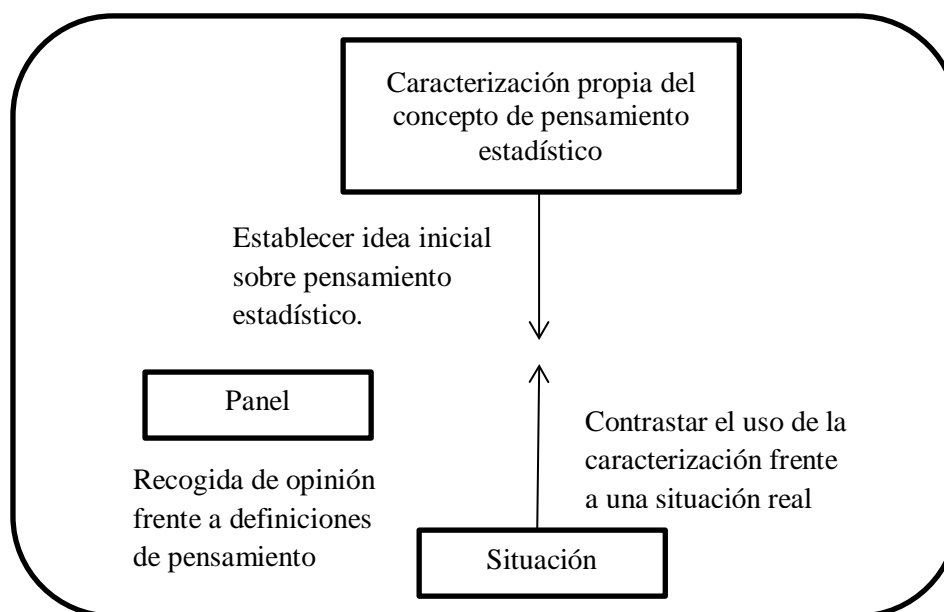 Caracterización propia del
concepto de pensamiento
estadístico
Establecer idea inicial
sobre pensamiento
estadístico.
Panel
Recogida de opinión
frente a definiciones
de pensamiento
Contrastar el uso de la
caracterización frente
a una situación real
Situación